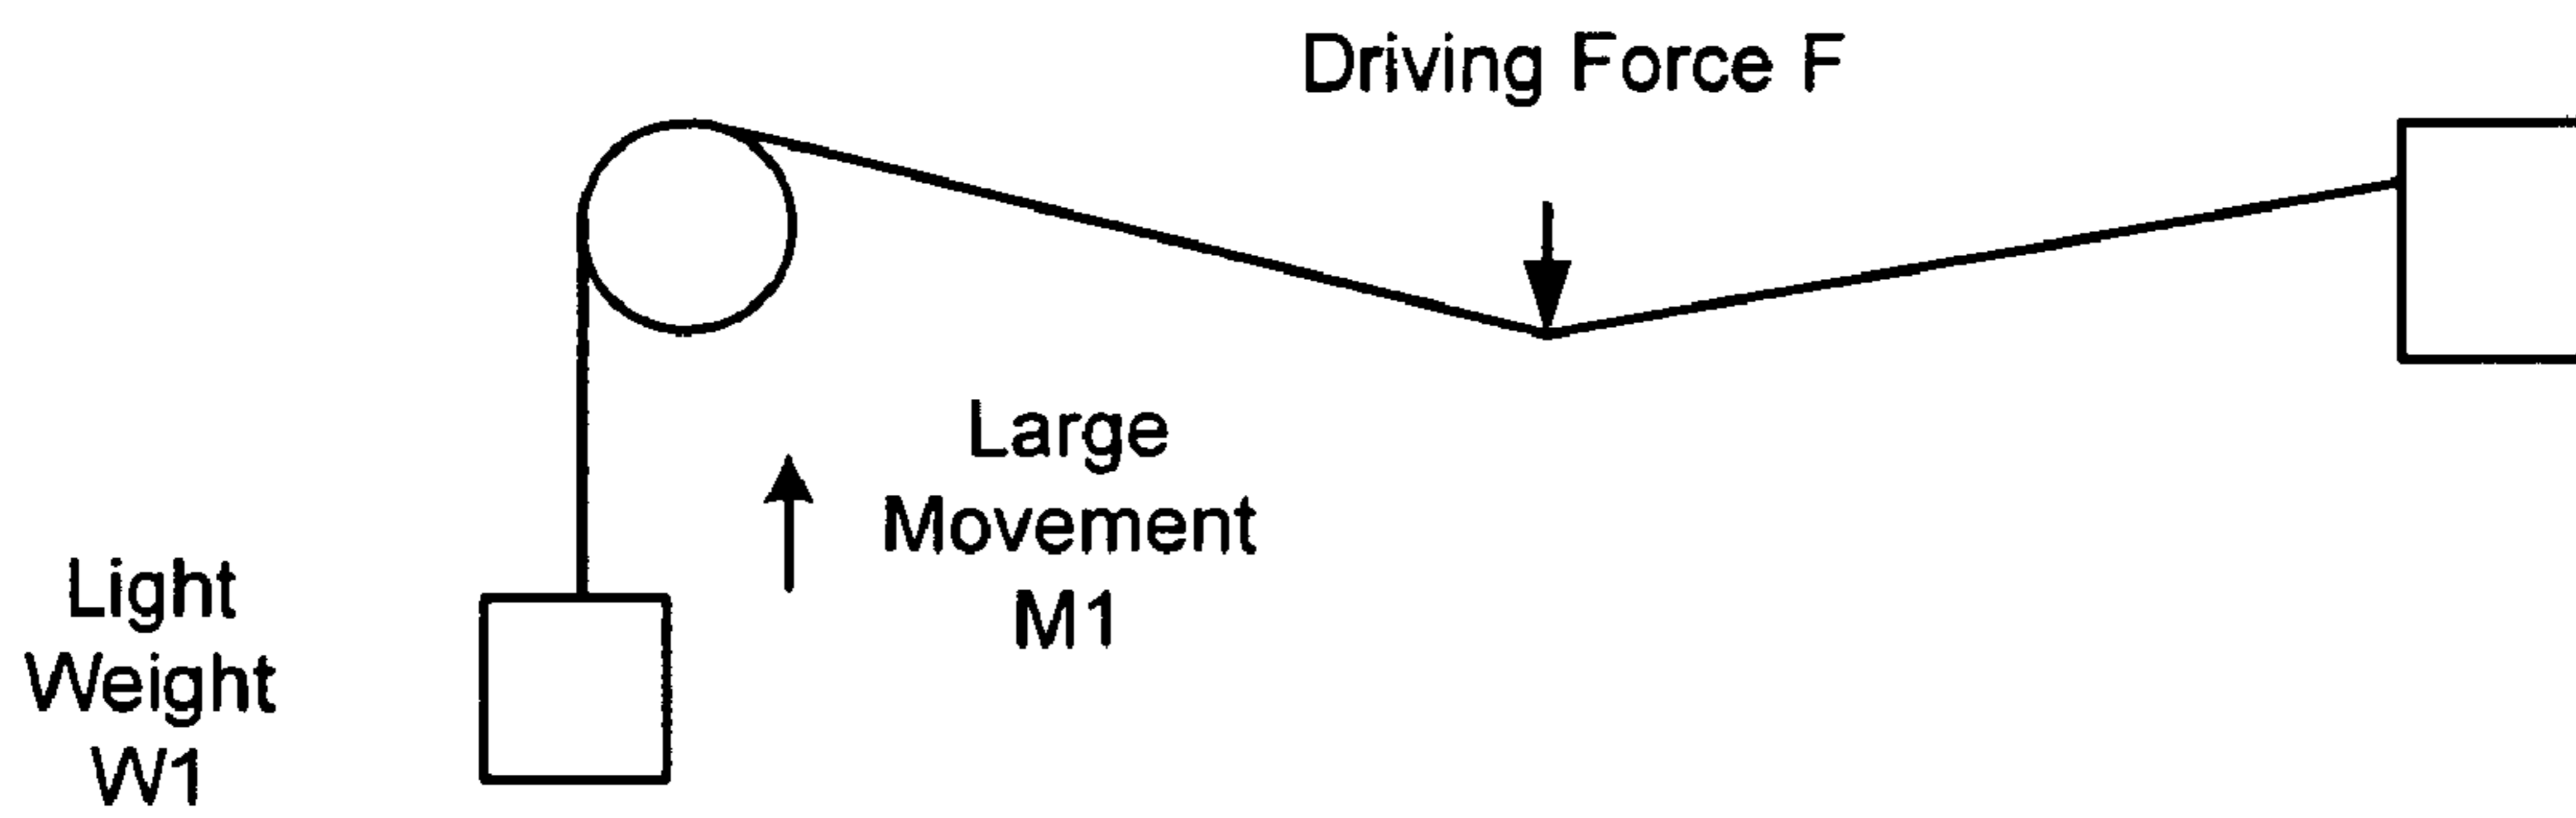 Driving Force F
Large
Movement
M1
Light
Weight
W1